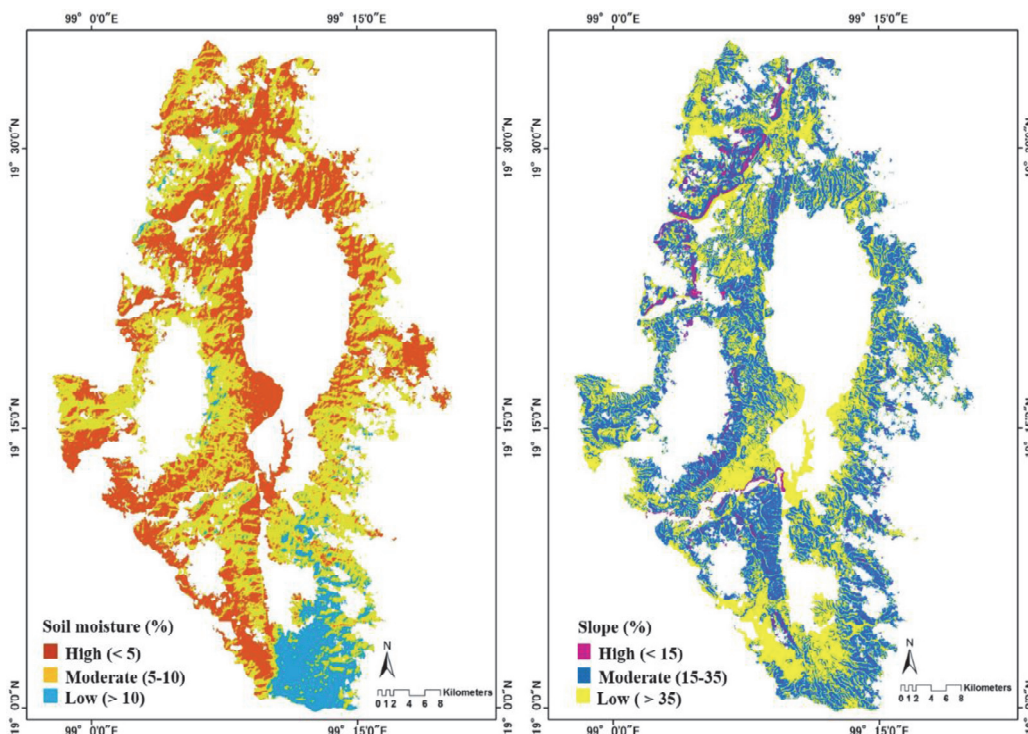 99° 0'0"E
99° 15'0"E
19° 30'0"N
19° 15'0"N
19° 0'0"N
Soil moisture (%)
High (< 5)
Moderate (5-10)
Low (> 10)
N
0 1 2 4 6 8 Kilometers
99° 0'0"E
99° 15'0"E
19° 30'0"N
19° 15'0"N
19° 0'0"N
Slope (%)
High (< 15)
Moderate (15-35)
Low ( > 35)
N
0 1 2 4 6 8 Kilometers